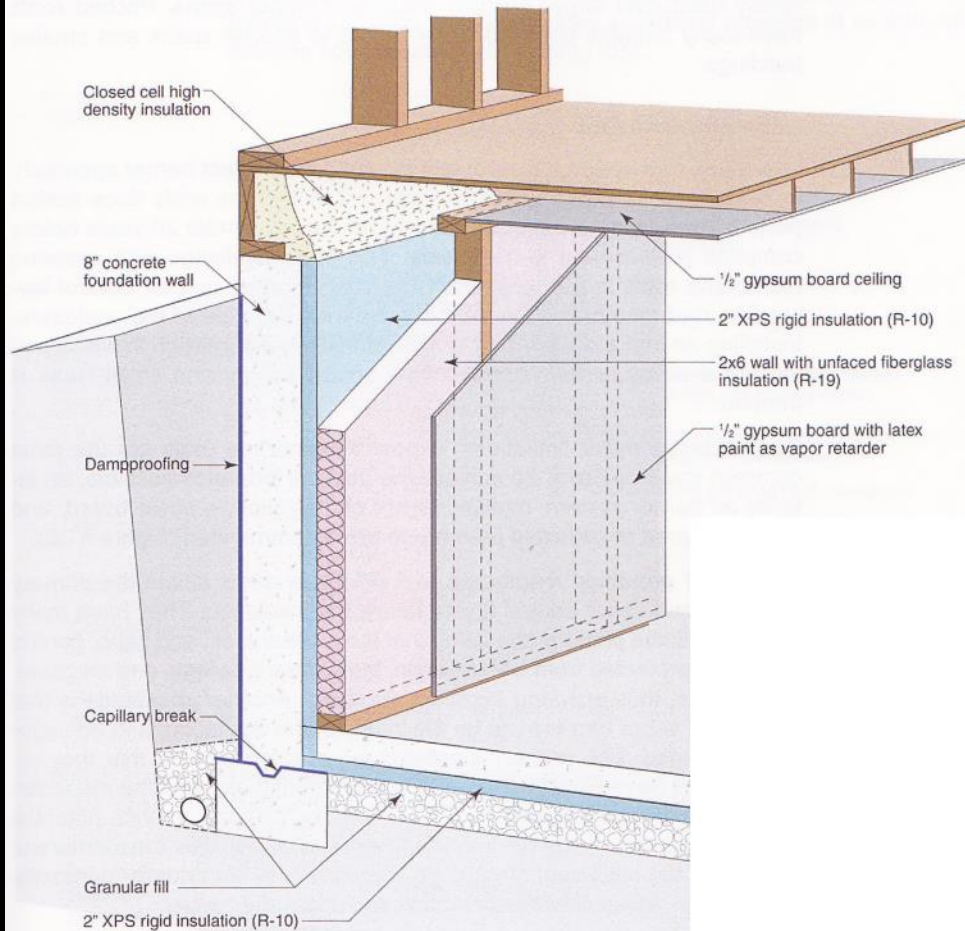 Closed cell high
density insulation
8" concrete
foundation wall
1/2" gypsum board ceiling
2" XPS rigid insulation (R-10)
2x6 wall with unfaced fiberglass
insulation (R-19)
1/2" gypsum board with latex
paint as vapor retarder
Dampproofing
Capillary break
Granular fill
2" XPS rigid insulation (R-10)